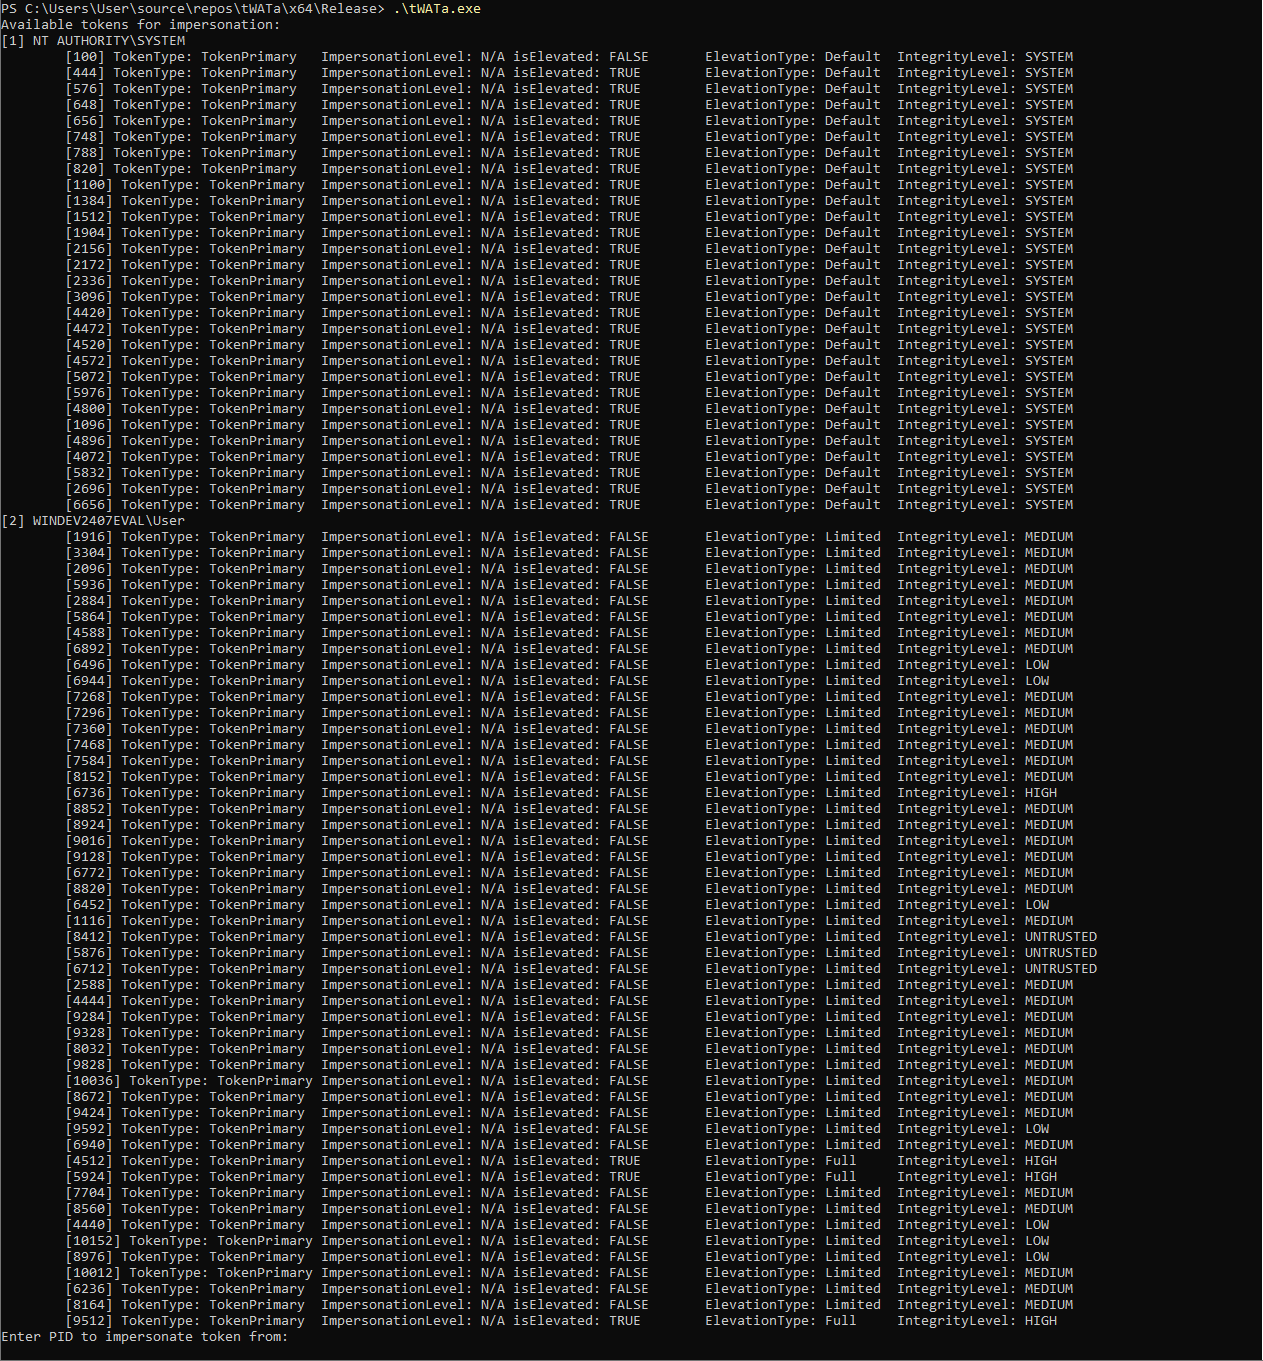 PS C:\Users\User\source\repos\tWATa\x64\Release> .\tWATa.exe
Available tokens for impersonation:
[1] NT AUTHORITY\SYSTEM
[100] TokenType: TokenPrimary ImpersonationLevel: N/A isElevated: FALSE ElevationType: Default IntegrityLevel: SYSTEM
[444] TokenType: TokenPrimary ImpersonationLevel: N/A isElevated: TRUE ElevationType: Default IntegrityLevel: SYSTEM
[576] TokenType: TokenPrimary ImpersonationLevel: N/A isElevated: TRUE ElevationType: Default IntegrityLevel: SYSTEM
[648] TokenType: TokenPrimary ImpersonationLevel: N/A isElevated: TRUE ElevationType: Default IntegrityLevel: SYSTEM
[656] TokenType: TokenPrimary ImpersonationLevel: N/A isElevated: TRUE ElevationType: Default IntegrityLevel: SYSTEM
[748] TokenType: TokenPrimary ImpersonationLevel: N/A isElevated: TRUE ElevationType: Default IntegrityLevel: SYSTEM
[788] TokenType: TokenPrimary ImpersonationLevel: N/A isElevated: TRUE ElevationType: Default IntegrityLevel: SYSTEM
[820] TokenType: TokenPrimary ImpersonationLevel: N/A isElevated: TRUE ElevationType: Default IntegrityLevel: SYSTEM
[1100] TokenType: TokenPrimary ImpersonationLevel: N/A isElevated: TRUE ElevationType: Default IntegrityLevel: SYSTEM
[1384] TokenType: TokenPrimary ImpersonationLevel: N/A isElevated: TRUE ElevationType: Default IntegrityLevel: SYSTEM
[1512] TokenType: TokenPrimary ImpersonationLevel: N/A isElevated: TRUE ElevationType: Default IntegrityLevel: SYSTEM
[1904] TokenType: TokenPrimary ImpersonationLevel: N/A isElevated: TRUE ElevationType: Default IntegrityLevel: SYSTEM
[2156] TokenType: TokenPrimary ImpersonationLevel: N/A isElevated: TRUE ElevationType: Default IntegrityLevel: SYSTEM
[2172] TokenType: TokenPrimary ImpersonationLevel: N/A isElevated: TRUE ElevationType: Default IntegrityLevel: SYSTEM
[2336] TokenType: TokenPrimary ImpersonationLevel: N/A isElevated: TRUE ElevationType: Default IntegrityLevel: SYSTEM
[3096] TokenType: TokenPrimary ImpersonationLevel: N/A isElevated: TRUE ElevationType: Default IntegrityLevel: SYSTEM
[4420] TokenType: TokenPrimary ImpersonationLevel: N/A isElevated: TRUE ElevationType: Default IntegrityLevel: SYSTEM
[4472] TokenType: TokenPrimary ImpersonationLevel: N/A isElevated: TRUE ElevationType: Default IntegrityLevel: SYSTEM
[4520] TokenType: TokenPrimary ImpersonationLevel: N/A isElevated: TRUE ElevationType: Default IntegrityLevel: SYSTEM
[4572] TokenType: TokenPrimary ImpersonationLevel: N/A isElevated: TRUE ElevationType: Default IntegrityLevel: SYSTEM
[5072] TokenType: TokenPrimary ImpersonationLevel: N/A isElevated: TRUE ElevationType: Default IntegrityLevel: SYSTEM
[5976] TokenType: TokenPrimary ImpersonationLevel: N/A isElevated: TRUE ElevationType: Default IntegrityLevel: SYSTEM
[4800] TokenType: TokenPrimary ImpersonationLevel: N/A isElevated: TRUE ElevationType: Default IntegrityLevel: SYSTEM
[1096] TokenType: TokenPrimary ImpersonationLevel: N/A isElevated: TRUE ElevationType: Default IntegrityLevel: SYSTEM
[4896] TokenType: TokenPrimary ImpersonationLevel: N/A isElevated: TRUE ElevationType: Default IntegrityLevel: SYSTEM
[4072] TokenType: TokenPrimary ImpersonationLevel: N/A isElevated: TRUE ElevationType: Default IntegrityLevel: SYSTEM
[5832] TokenType: TokenPrimary ImpersonationLevel: N/A isElevated: TRUE ElevationType: Default IntegrityLevel: SYSTEM
[2696] TokenType: TokenPrimary ImpersonationLevel: N/A isElevated: TRUE ElevationType: Default IntegrityLevel: SYSTEM
[6656] TokenType: TokenPrimary ImpersonationLevel: N/A isElevated: TRUE ElevationType: Default IntegrityLevel: SYSTEM
[2] WINDEV2407EVAL\User
[1916] TokenType: TokenPrimary ImpersonationLevel: N/A isElevated: FALSE ElevationType: Limited IntegrityLevel: MEDIUM
[3304] TokenType: TokenPrimary ImpersonationLevel: N/A isElevated: FALSE ElevationType: Limited IntegrityLevel: MEDIUM
[2096] TokenType: TokenPrimary ImpersonationLevel: N/A isElevated: FALSE ElevationType: Limited IntegrityLevel: MEDIUM
[5936] TokenType: TokenPrimary ImpersonationLevel: N/A isElevated: FALSE ElevationType: Limited IntegrityLevel: MEDIUM
[2884] TokenType: TokenPrimary ImpersonationLevel: N/A isElevated: FALSE ElevationType: Limited IntegrityLevel: MEDIUM
[5864] TokenType: TokenPrimary ImpersonationLevel: N/A isElevated: FALSE ElevationType: Limited IntegrityLevel: MEDIUM
[4588] TokenType: TokenPrimary ImpersonationLevel: N/A isElevated: FALSE ElevationType: Limited IntegrityLevel: MEDIUM
[6892] TokenType: TokenPrimary ImpersonationLevel: N/A isElevated: FALSE ElevationType: Limited IntegrityLevel: MEDIUM
[6496] TokenType: TokenPrimary ImpersonationLevel: N/A isElevated: FALSE ElevationType: Limited IntegrityLevel: LOW
[6944] TokenType: TokenPrimary ImpersonationLevel: N/A isElevated: FALSE ElevationType: Limited IntegrityLevel: LOW
[7268] TokenType: TokenPrimary ImpersonationLevel: N/A isElevated: FALSE ElevationType: Limited IntegrityLevel: MEDIUM
[7296] TokenType: TokenPrimary ImpersonationLevel: N/A isElevated: FALSE ElevationType: Limited IntegrityLevel: MEDIUM
[7360] TokenType: TokenPrimary ImpersonationLevel: N/A isElevated: FALSE ElevationType: Limited IntegrityLevel: MEDIUM
[7468] TokenType: TokenPrimary ImpersonationLevel: N/A isElevated: FALSE ElevationType: Limited IntegrityLevel: MEDIUM
[7584] TokenType: TokenPrimary ImpersonationLevel: N/A isElevated: FALSE ElevationType: Limited IntegrityLevel: MEDIUM
[8152] TokenType: TokenPrimary ImpersonationLevel: N/A isElevated: FALSE ElevationType: Limited IntegrityLevel: MEDIUM
[6736] TokenType: TokenPrimary ImpersonationLevel: N/A isElevated: FALSE ElevationType: Limited IntegrityLevel: HIGH
[8852] TokenType: TokenPrimary ImpersonationLevel: N/A isElevated: FALSE ElevationType: Limited IntegrityLevel: MEDIUM
[8924] TokenType: TokenPrimary ImpersonationLevel: N/A isElevated: FALSE ElevationType: Limited IntegrityLevel: MEDIUM
[9016] TokenType: TokenPrimary ImpersonationLevel: N/A isElevated: FALSE ElevationType: Limited IntegrityLevel: MEDIUM
[9128] TokenType: TokenPrimary ImpersonationLevel: N/A isElevated: FALSE ElevationType: Limited IntegrityLevel: MEDIUM
[6772] TokenType: TokenPrimary ImpersonationLevel: N/A isElevated: FALSE ElevationType: Limited IntegrityLevel: MEDIUM
[8820] TokenType: TokenPrimary ImpersonationLevel: N/A isElevated: FALSE ElevationType: Limited IntegrityLevel: MEDIUM
[6452] TokenType: TokenPrimary ImpersonationLevel: N/A isElevated: FALSE ElevationType: Limited IntegrityLevel: LOW
[1116] TokenType: TokenPrimary ImpersonationLevel: N/A isElevated: FALSE ElevationType: Limited IntegrityLevel: MEDIUM
[8412] TokenType: TokenPrimary ImpersonationLevel: N/A isElevated: FALSE ElevationType: Limited IntegrityLevel: UNTRUSTED
[5876] TokenType: TokenPrimary ImpersonationLevel: N/A isElevated: FALSE ElevationType: Limited IntegrityLevel: UNTRUSTED
[6712] TokenType: TokenPrimary ImpersonationLevel: N/A isElevated: FALSE ElevationType: Limited IntegrityLevel: UNTRUSTED
[2588] TokenType: TokenPrimary ImpersonationLevel: N/A isElevated: FALSE ElevationType: Limited IntegrityLevel: MEDIUM
[4444] TokenType: TokenPrimary ImpersonationLevel: N/A isElevated: FALSE ElevationType: Limited IntegrityLevel: MEDIUM
[9284] TokenType: TokenPrimary ImpersonationLevel: N/A isElevated: FALSE ElevationType: Limited IntegrityLevel: MEDIUM
[9328] TokenType: TokenPrimary ImpersonationLevel: N/A isElevated: FALSE ElevationType: Limited IntegrityLevel: MEDIUM
[8032] TokenType: TokenPrimary ImpersonationLevel: N/A isElevated: FALSE ElevationType: Limited IntegrityLevel: MEDIUM
[9828] TokenType: TokenPrimary ImpersonationLevel: N/A isElevated: FALSE ElevationType: Limited IntegrityLevel: MEDIUM
[10036] TokenType: TokenPrimary ImpersonationLevel: N/A isElevated: FALSE ElevationType: Limited IntegrityLevel: MEDIUM
[8672] TokenType: TokenPrimary ImpersonationLevel: N/A isElevated: FALSE ElevationType: Limited IntegrityLevel: MEDIUM
[9424] TokenType: TokenPrimary ImpersonationLevel: N/A isElevated: FALSE ElevationType: Limited IntegrityLevel: MEDIUM
[9592] TokenType: TokenPrimary ImpersonationLevel: N/A isElevated: FALSE ElevationType: Limited IntegrityLevel: LOW
[6940] TokenType: TokenPrimary ImpersonationLevel: N/A isElevated: FALSE ElevationType: Limited IntegrityLevel: MEDIUM
[4512] TokenType: TokenPrimary ImpersonationLevel: N/A isElevated: TRUE ElevationType: Full IntegrityLevel: HIGH
[5924] TokenType: TokenPrimary ImpersonationLevel: N/A isElevated: TRUE ElevationType: Full IntegrityLevel: HIGH
[7704] TokenType: TokenPrimary ImpersonationLevel: N/A isElevated: FALSE ElevationType: Limited IntegrityLevel: MEDIUM
[8560] TokenType: TokenPrimary ImpersonationLevel: N/A isElevated: FALSE ElevationType: Limited IntegrityLevel: MEDIUM
[4440] TokenType: TokenPrimary ImpersonationLevel: N/A isElevated: FALSE ElevationType: Limited IntegrityLevel: LOW
[10152] TokenType: TokenPrimary ImpersonationLevel: N/A isElevated: FALSE ElevationType: Limited IntegrityLevel: LOW
[8976] TokenType: TokenPrimary ImpersonationLevel: N/A isElevated: FALSE ElevationType: Limited IntegrityLevel: LOW
[10012] TokenType: TokenPrimary ImpersonationLevel: N/A isElevated: FALSE ElevationType: Limited IntegrityLevel: MEDIUM
[6236] TokenType: TokenPrimary ImpersonationLevel: N/A isElevated: FALSE ElevationType: Limited IntegrityLevel: MEDIUM
[8164] TokenType: TokenPrimary ImpersonationLevel: N/A isElevated: FALSE ElevationType: Limited IntegrityLevel: MEDIUM
[9512] TokenType: TokenPrimary ImpersonationLevel: N/A isElevated: TRUE ElevationType: Full IntegrityLevel: HIGH
Enter PID to impersonate token from: